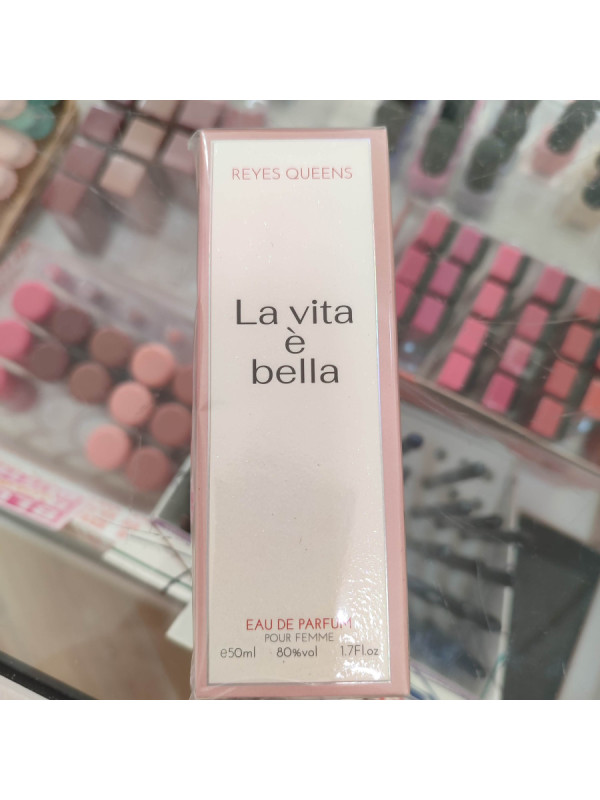 REYES QUEENS
La vita
è
bella
EAU DE PARFUM
POUR FEMME
e50ml 80%vol 1.7Fl.oz